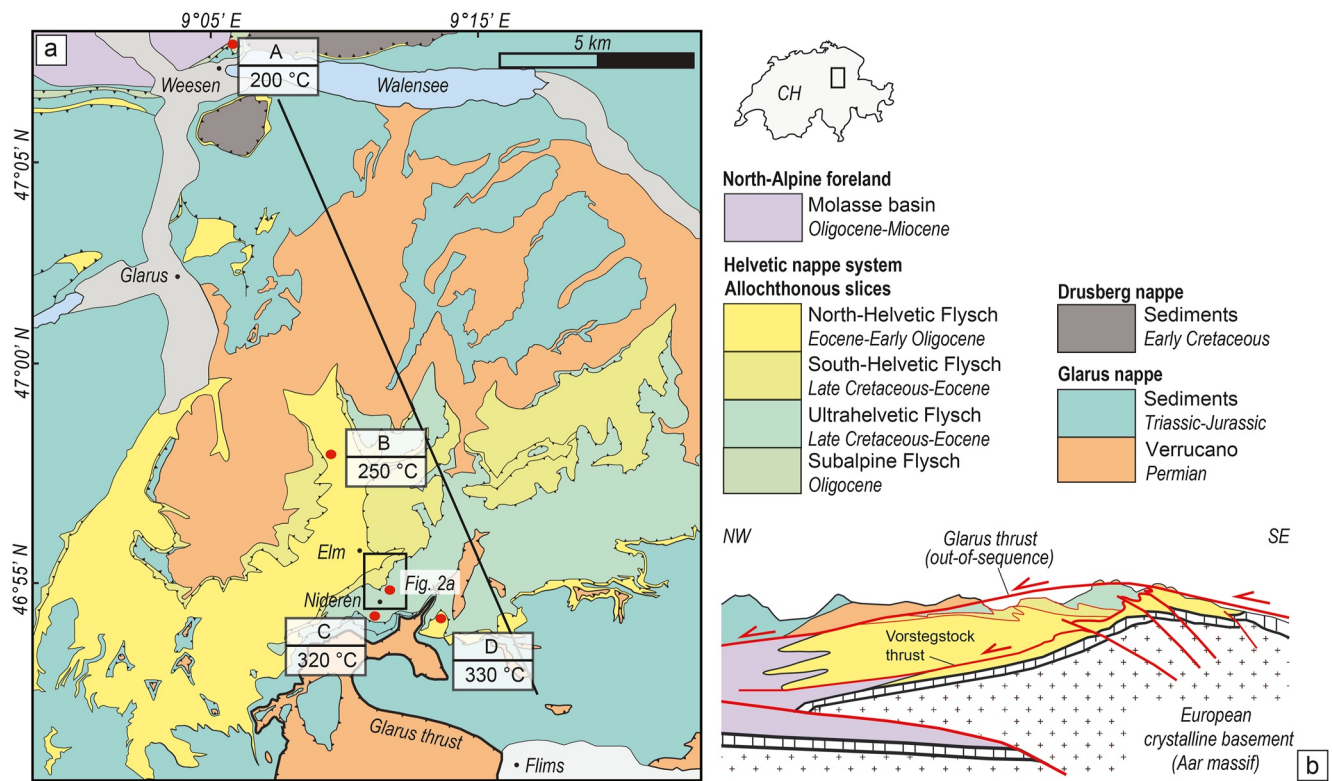 9°05' E
9°15' E
a
A
200 °C
5 km
Weesen
Walensee
47°05' N
Glarus
47°00' N
B
250 °C
Elm
46°55' N
Fig. 2a
Nideren
C
320 °C
D
330 °C
Glarus thrust
Flims
CH
North-Alpine foreland
Molasse basin
Oligocene-Miocene
Helvetic nappe system
Allochthonous slices
North-Helvetic Flysch
Eocene-Early Oligocene
South-Helvetic Flysch
Late Cretaceous-Eocene
Ultrahelvetic Flysch
Late Cretaceous-Eocene
Subalpine Flysch
Oligocene
Drusberg nappe
Sediments
Early Cretaceous
Glarus nappe
Sediments
Triassic-Jurassic
Verrucano
Permian
NW
Glarus thrust
(out-of-sequence)
SE
Vorstegstock
thrust
European
crystalline basement
(Aar massif)
b